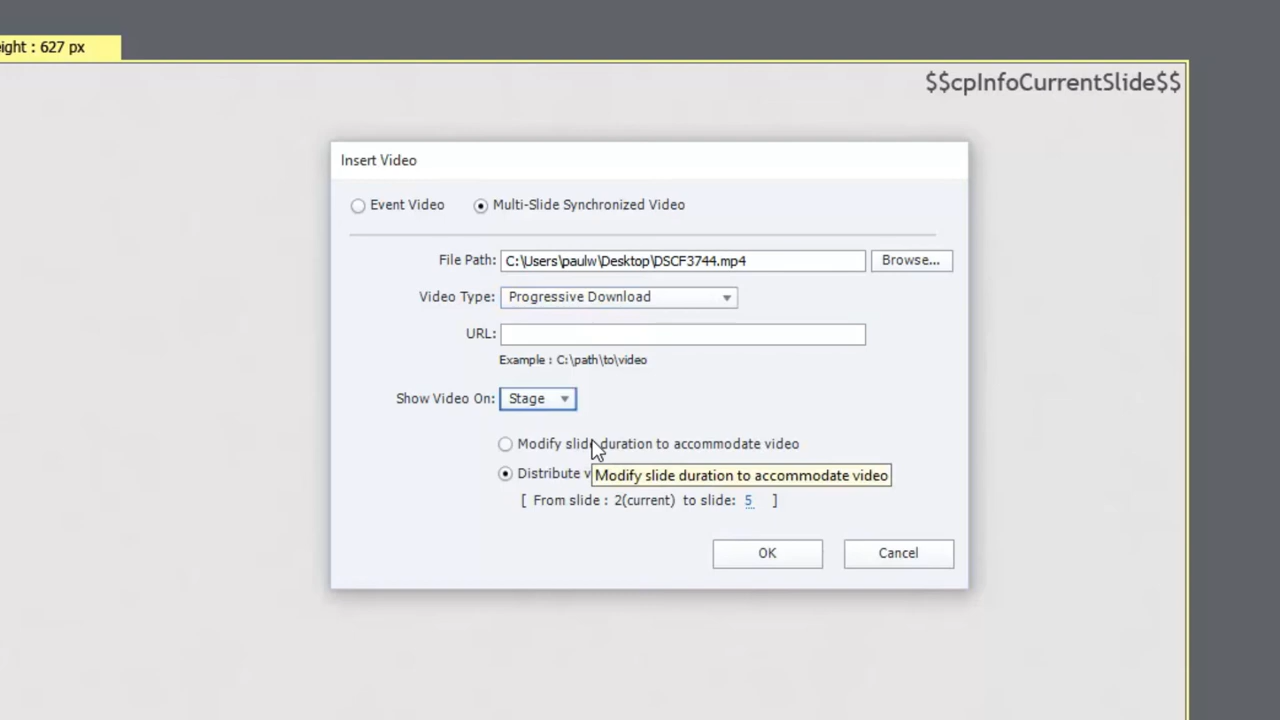 eight : 627 px
$$cpInfoCurrentSlide$$
Insert Video
Event Video
Multi-Slide Synchronized Video
File Path: C:\Users\paulw\Desktop\DSCF3744.mp4 Browse...
Video Type: Progressive Download
URL:
Example : C:\path\to\video
Show Video On: Stage
Modify slide duration to accommodate video
Distribute v
Modify slide duration to accommodate video
[ From slide : 2(current) to slide: 5 ]
OK Cancel